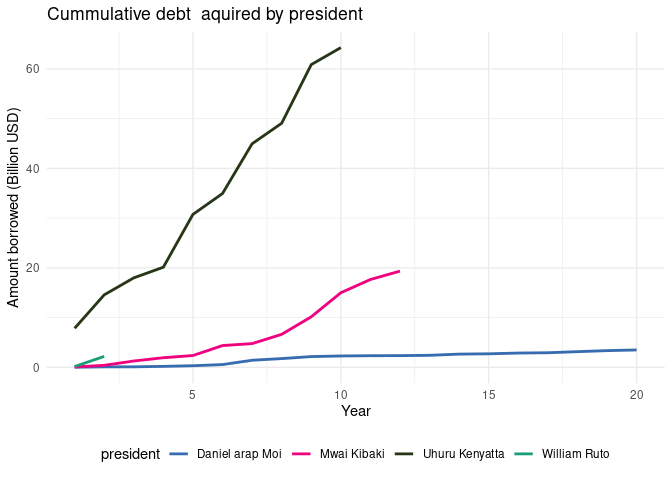 Cummulative debt  aquired by president
Amount borrowed (Billion USD)
60
40
20
0
5 10 15 20
Year
president Daniel arap Moi Mwai Kibaki Uhuru Kenyatta William Ruto